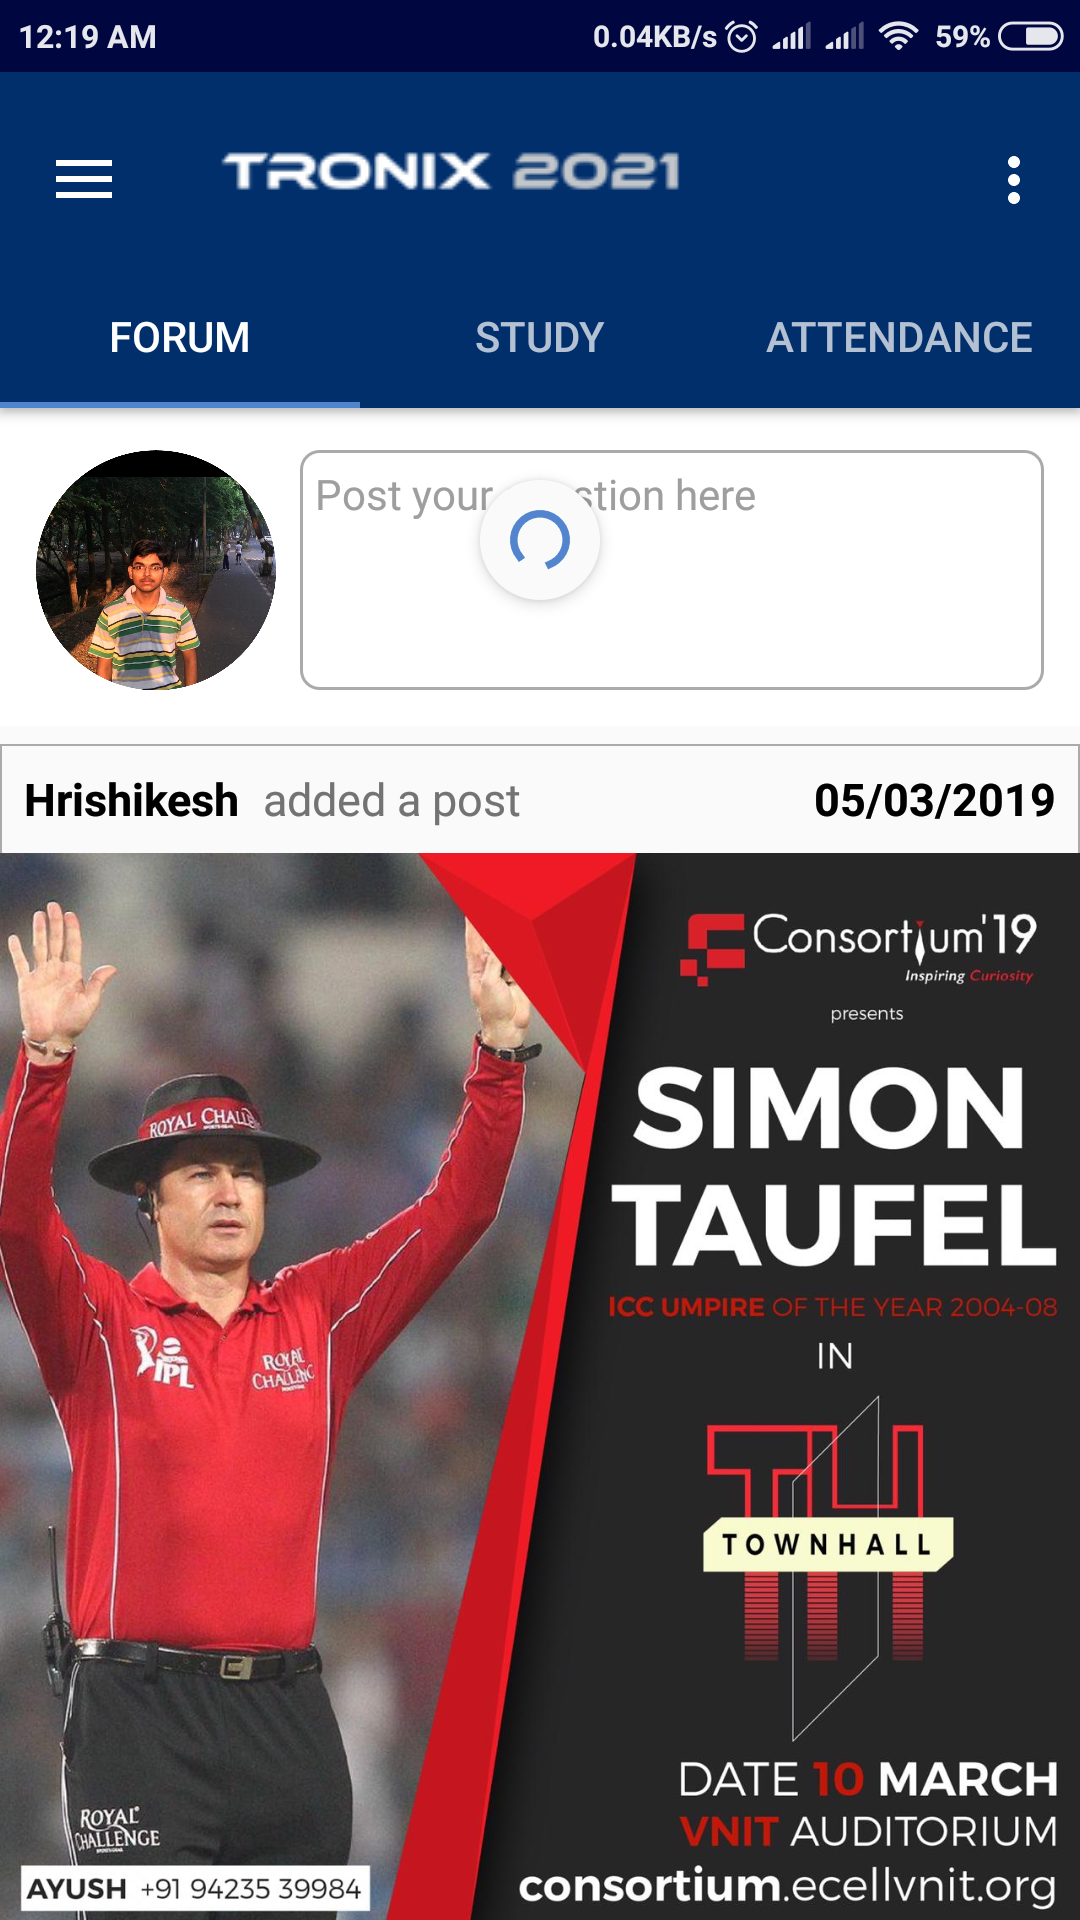 12:19 AM 0.04KB/s 59%
TRONIX 2021
FORUM STUDY ATTENDANCE
Post your stion here
Hrishikesh added a post 05/03/2019
Consortium'19
Inspiring Curiosity
presents
SIMON
TAUFEL
ICC UMPIRE OF THE YEAR 2004-08
IN
TH
TOWNHALL
ROYAL CHALLE
IPL
ROYAL
CHALLENGE
ROYAL
CHALLENGE
DATE 10 MARCH
VNIT AUDITORIUM
consortium.ecellvnit.org
AYUSH +91 94235 39984